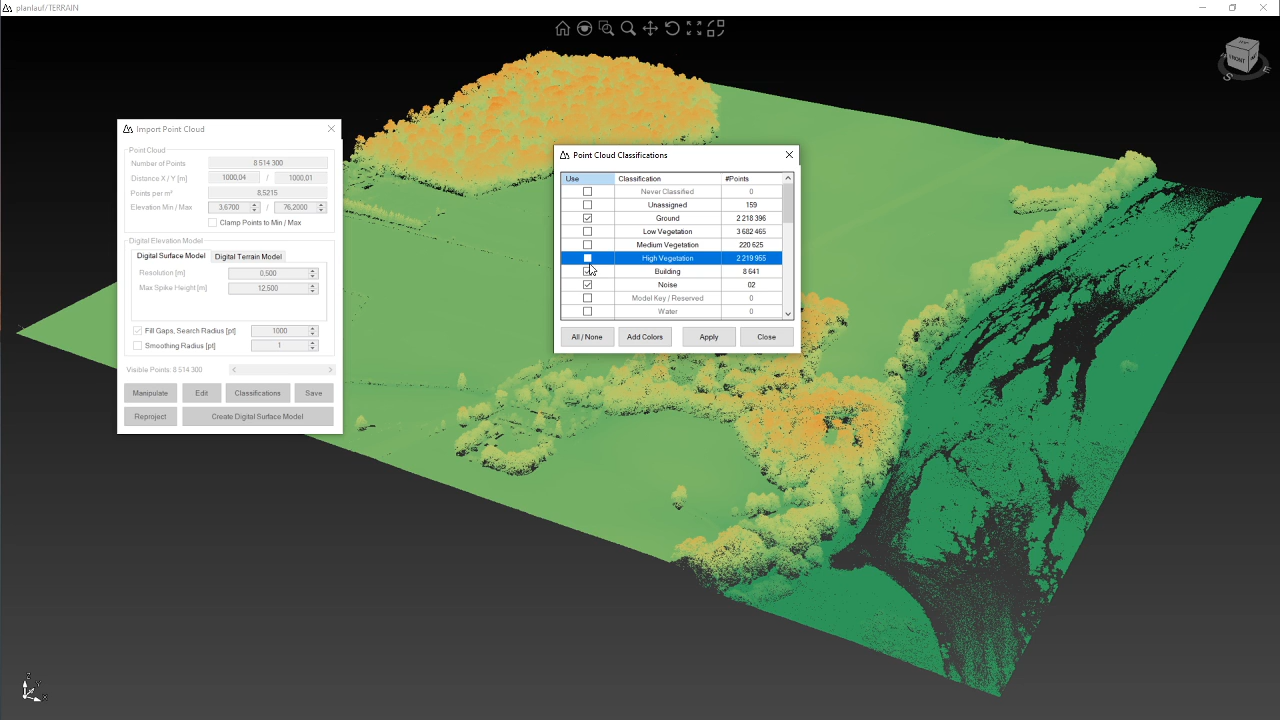 planlauf/TERRAIN
FRONT
S
E
Import Point Cloud
Point Cloud
Number of Points 8 514 300
Distance X / Y [m] 1000,04 / 1000,01
Points per m² 8,5215
Elevation Min / Max 3,6700 / 76,2000
Clamp Points to Min / Max
Digital Elevation Model
Digital Surface Model Digital Terrain Model
Resolution [m] 0,500
Max Spike Height [m] 12,500
Fill Gaps, Search Radius [pt] 1000
Smoothing Radius [pt] 1
Visible Points: 8 514 300
Manipulate Edit Classifications Save
Reproject Create Digital Surface Model
Point Cloud Classifications
Use Classification #Points
Never Classified 0
Unassigned 159
Ground 2 218 396
Low Vegetation 3 682 465
Medium Vegetation 220 625
High Vegetation 2 219 955
Building 8 641
Noise 02
Model Key / Reserved 0
Water 0
All / None Add Colors Apply Close